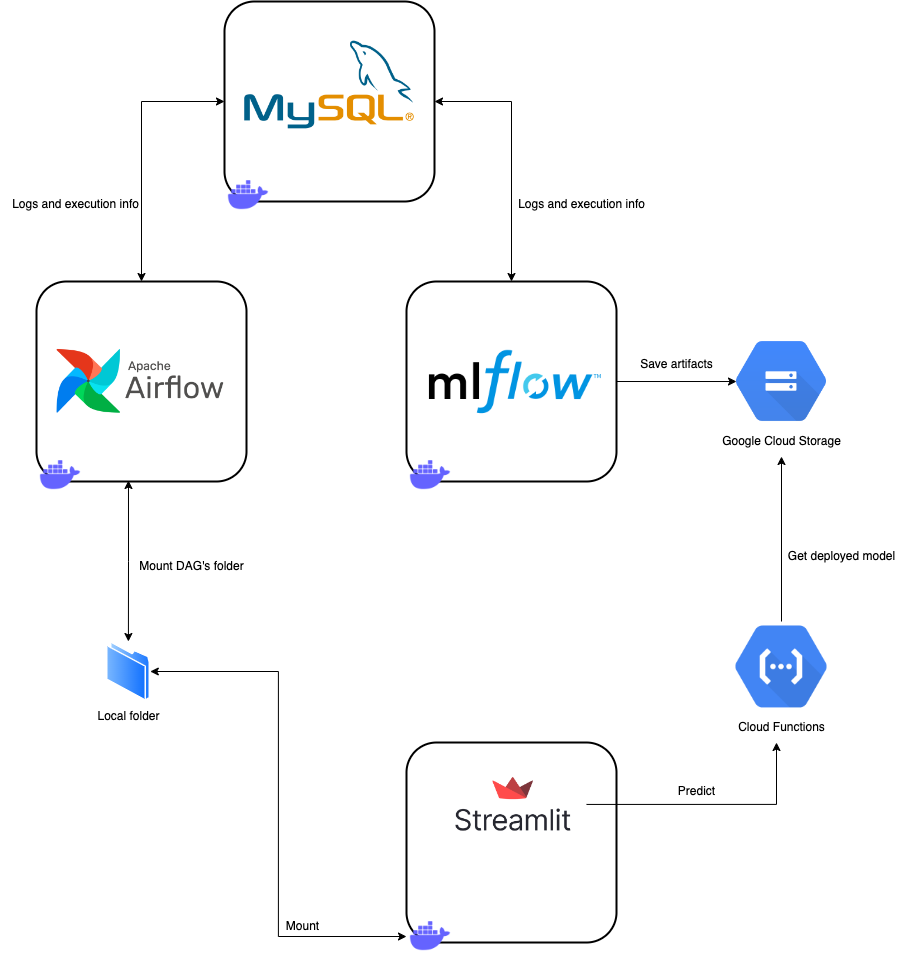 MySQL®
Logs and execution info
Logs and execution info
Apache
Airflow
mlflow™
Save artifacts
Google Cloud Storage
Mount DAG's folder
Get deployed model
Local folder
Cloud Functions
Streamlit
Predict
Mount